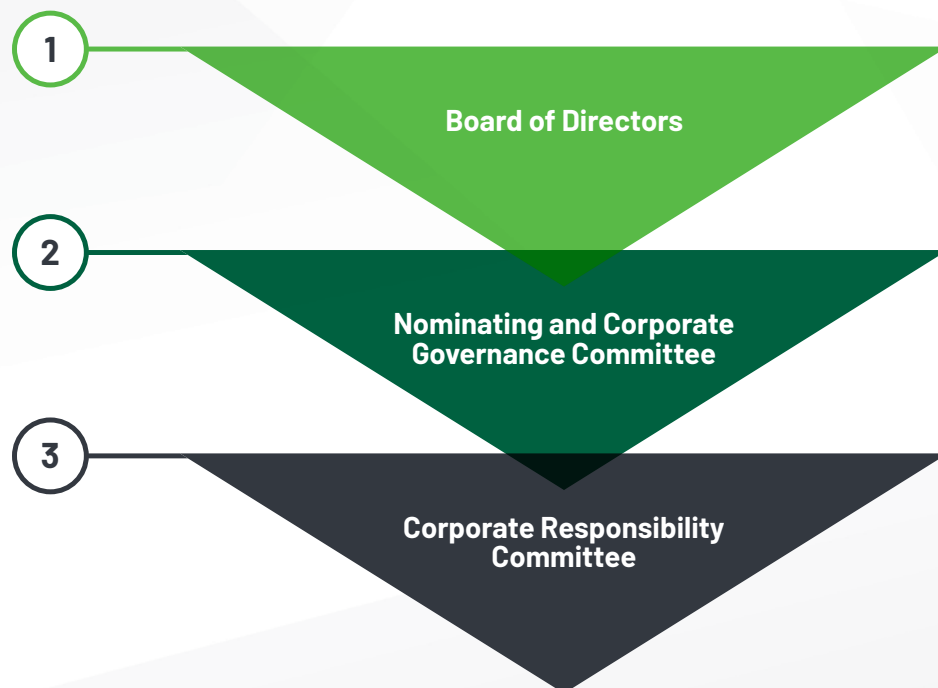 1
Board of Directors
2
Nominating and Corporate
Governance Committee
3
Corporate Responsibility
Committee